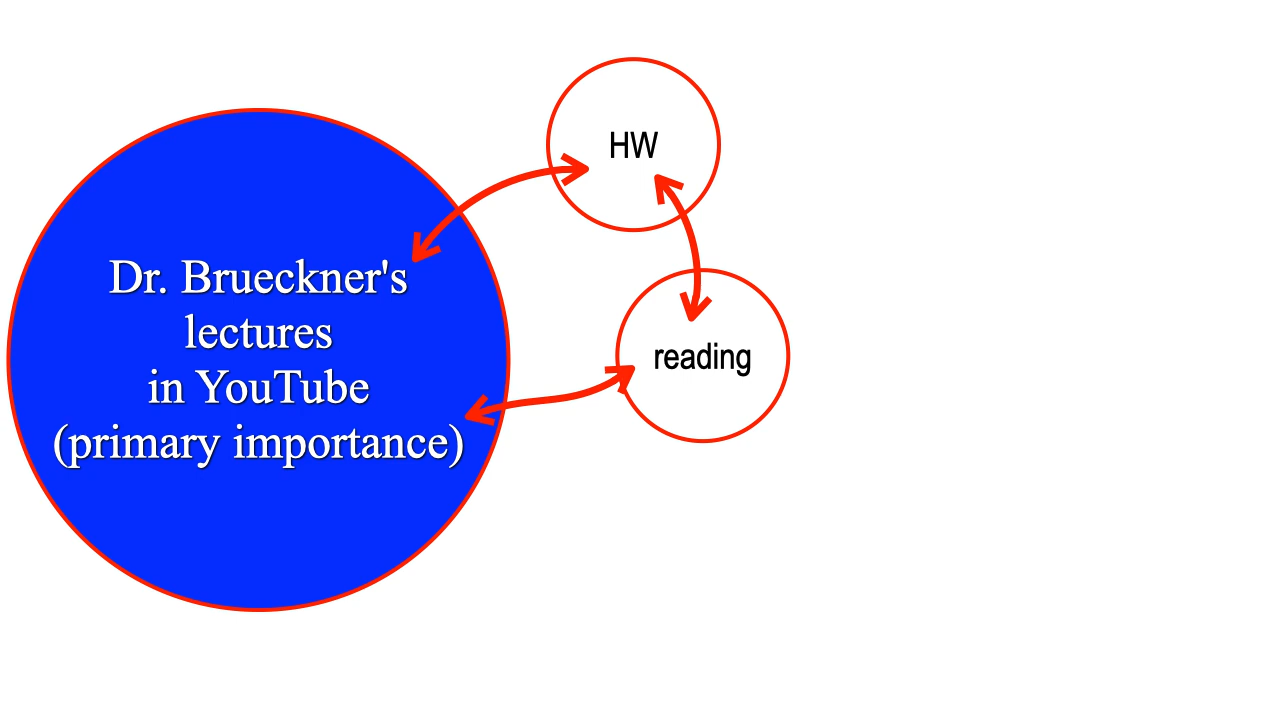 Dr. Brueckner's
lectures
in YouTube
(primary importance)
HW
reading